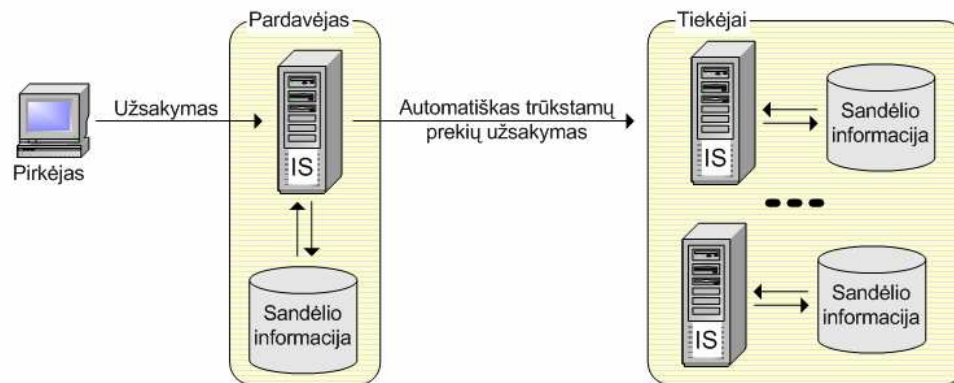 Pardavėjas
Tiekėjai
Užsakymas
Pirkėjas
IS
Sandėlio
informacija
Automatiškas trūkstamų
prekių užsakymas
IS
Sandėlio
informacija
IS
Sandėlio
informacija